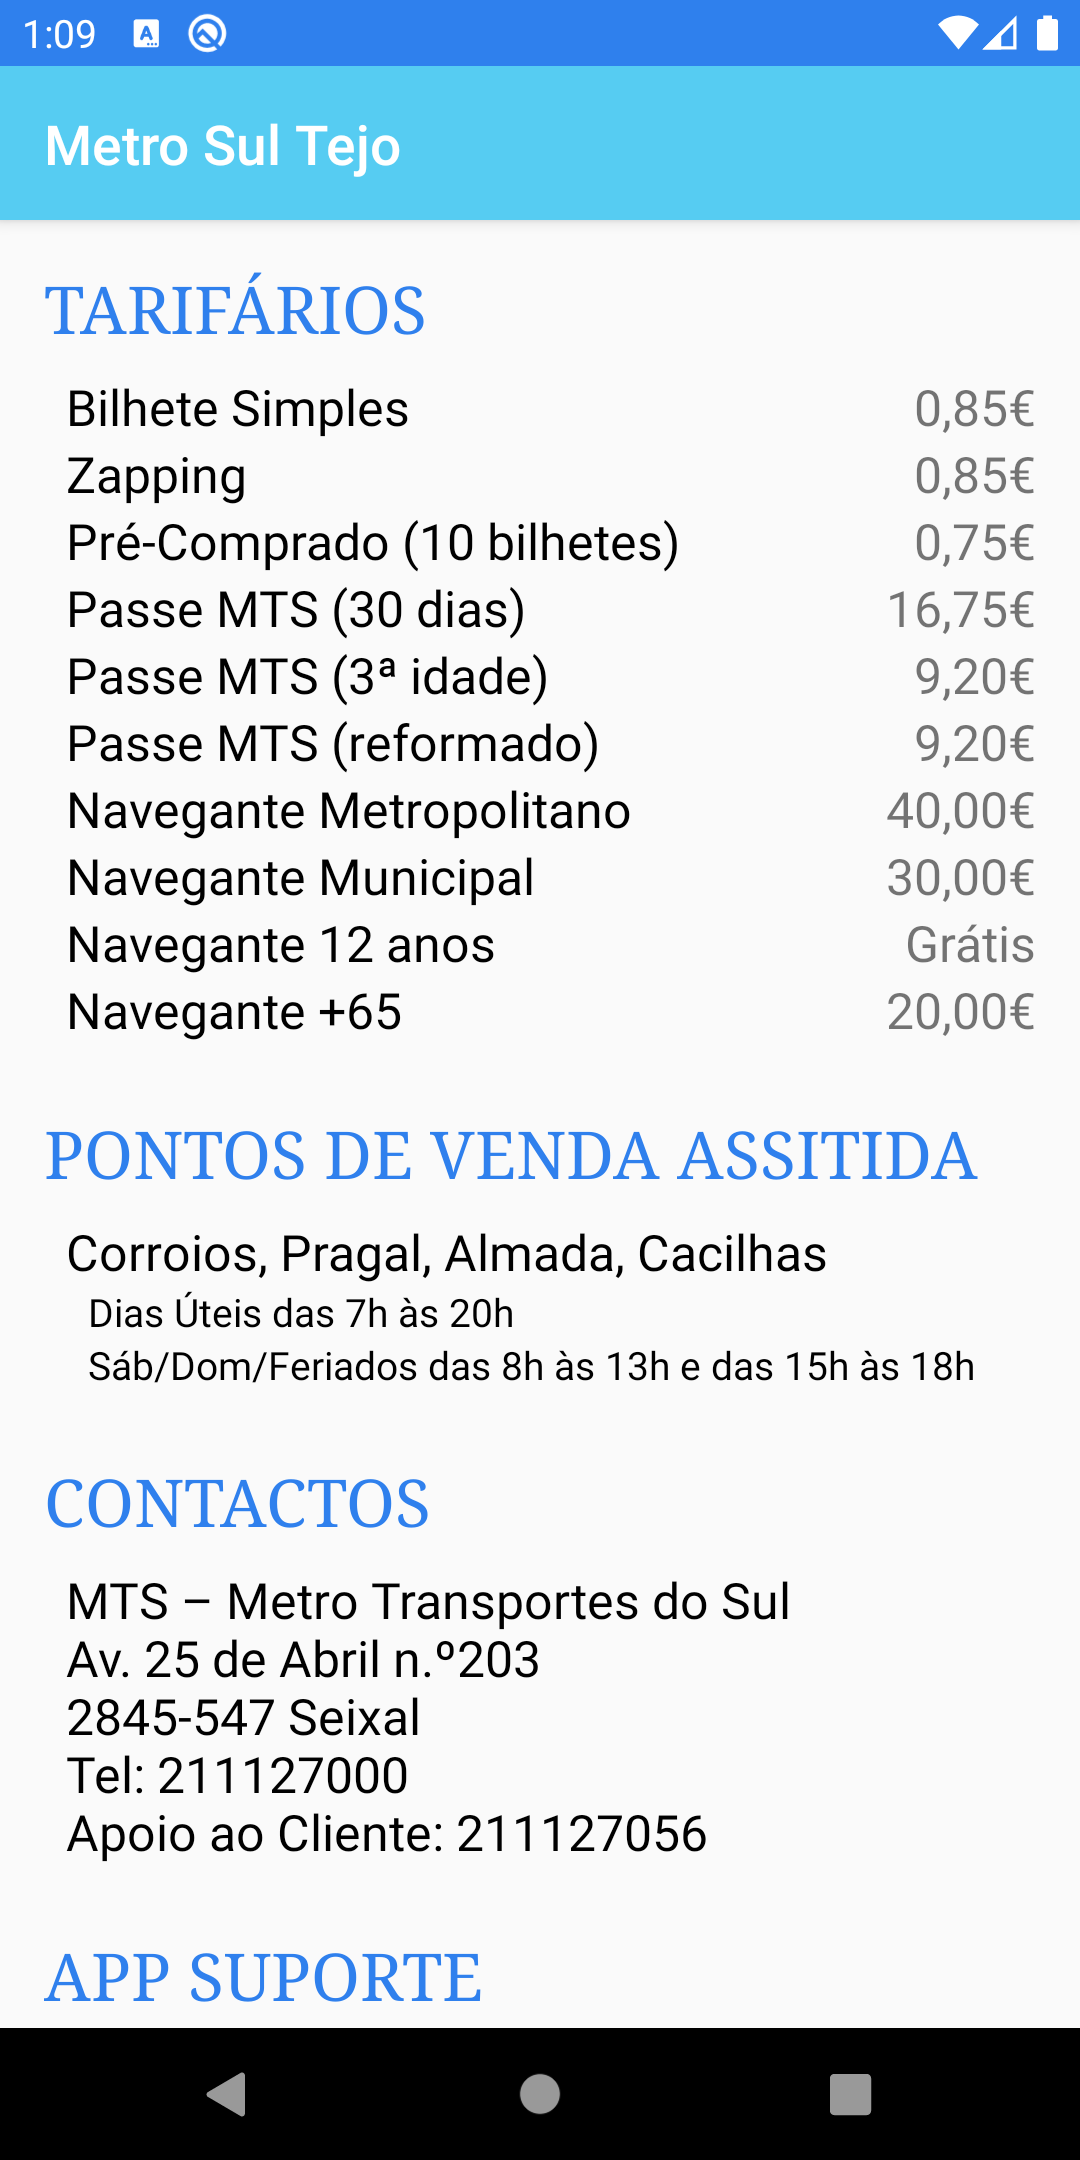 1:09
Metro Sul Tejo
TARIFÁRIOS
Bilhete Simples 0,85€
Zapping 0,85€
Pré-Comprado (10 bilhetes) 0,75€
Passe MTS (30 dias) 16,75€
Passe MTS (3ª idade) 9,20€
Passe MTS (reformado) 9,20€
Navegante Metropolitano 40,00€
Navegante Municipal 30,00€
Navegante 12 anos Grátis
Navegante +65 20,00€
PONTOS DE VENDA ASSITIDA
Corroios, Pragal, Almada, Cacilhas
Dias Úteis das 7h às 20h
Sáb/Dom/Feriados das 8h às 13h e das 15h às 18h
CONTACTOS
MTS – Metro Transportes do Sul
Av. 25 de Abril n.º203
2845-547 Seixal
Tel: 211127000
Apoio ao Cliente: 211127056
APP SUPORTE